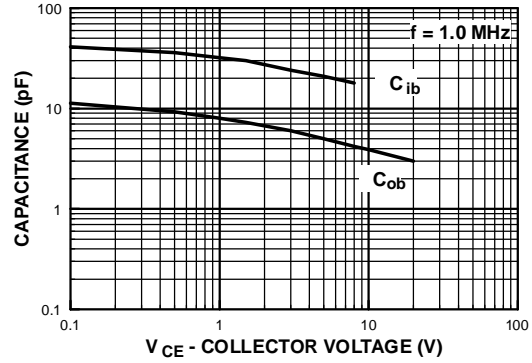 100
f = 1.0 MHz
C ib
10
C ob
1
0.1
0.1 1 10 100
CAPACITANCE (pF)
V CE - COLLECTOR VOLTAGE (V)